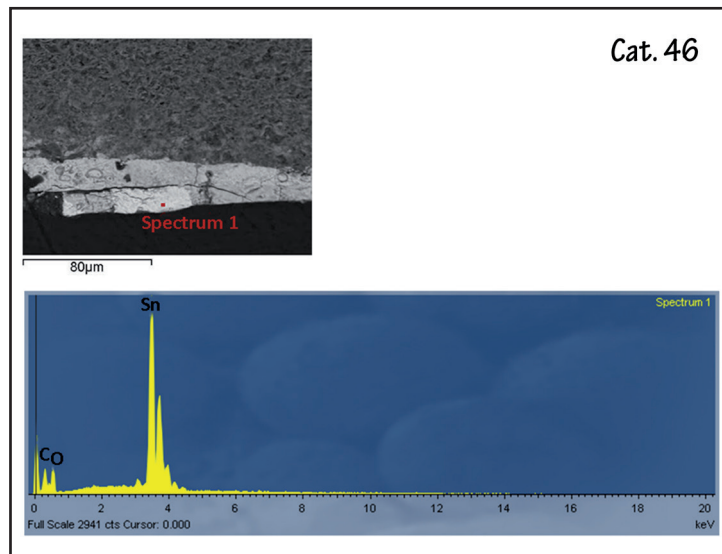 Cat. 46
Spectrum 1
80µm
Sn
Spectrum 1
C O
0 2 4 6 8 10 12 14 16 18 20
Full Scale 2941 cts Cursor: 0.000 keV